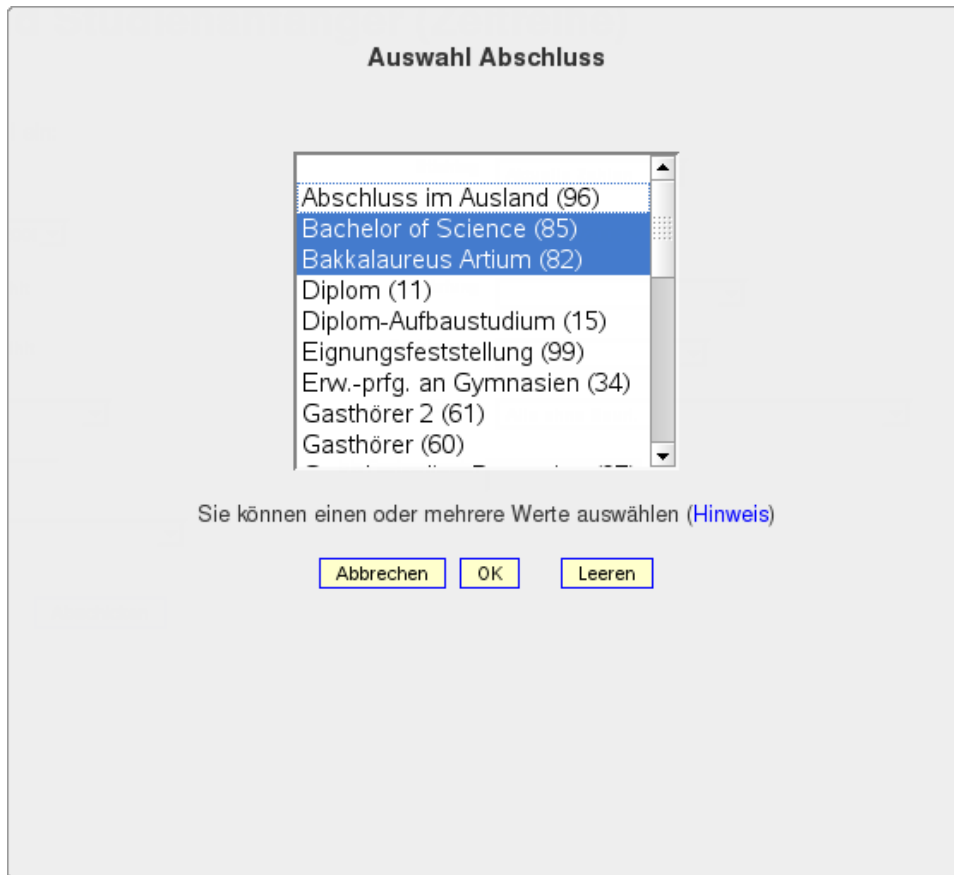 Auswahl Abschluss
Abschluss im Ausland (96)
Bachelor of Science (85)
Bakkalaureus Artium (82)
Diplom (11)
Diplom-Aufbaustudium (15)
Eignungsfeststellung (99)
Erw.-prfg. an Gymnasien (34)
Gasthörer 2 (61)
Gasthörer (60)
Sie können einen oder mehrere Werte auswählen (Hinweis)
Abbrechen OK Leeren